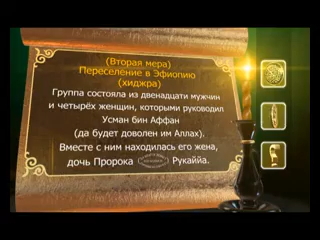 (Вторая мера)
Переселение в Эфиопию
(хиджра)
Группа состояла из двенадцати мужчин
и четырёх женщин, которыми руководил
Усман бин Аффан
(да будет доволен им Аллах).
Вместе с ним находилась его жена,
дочь Пророка Рукаййа.